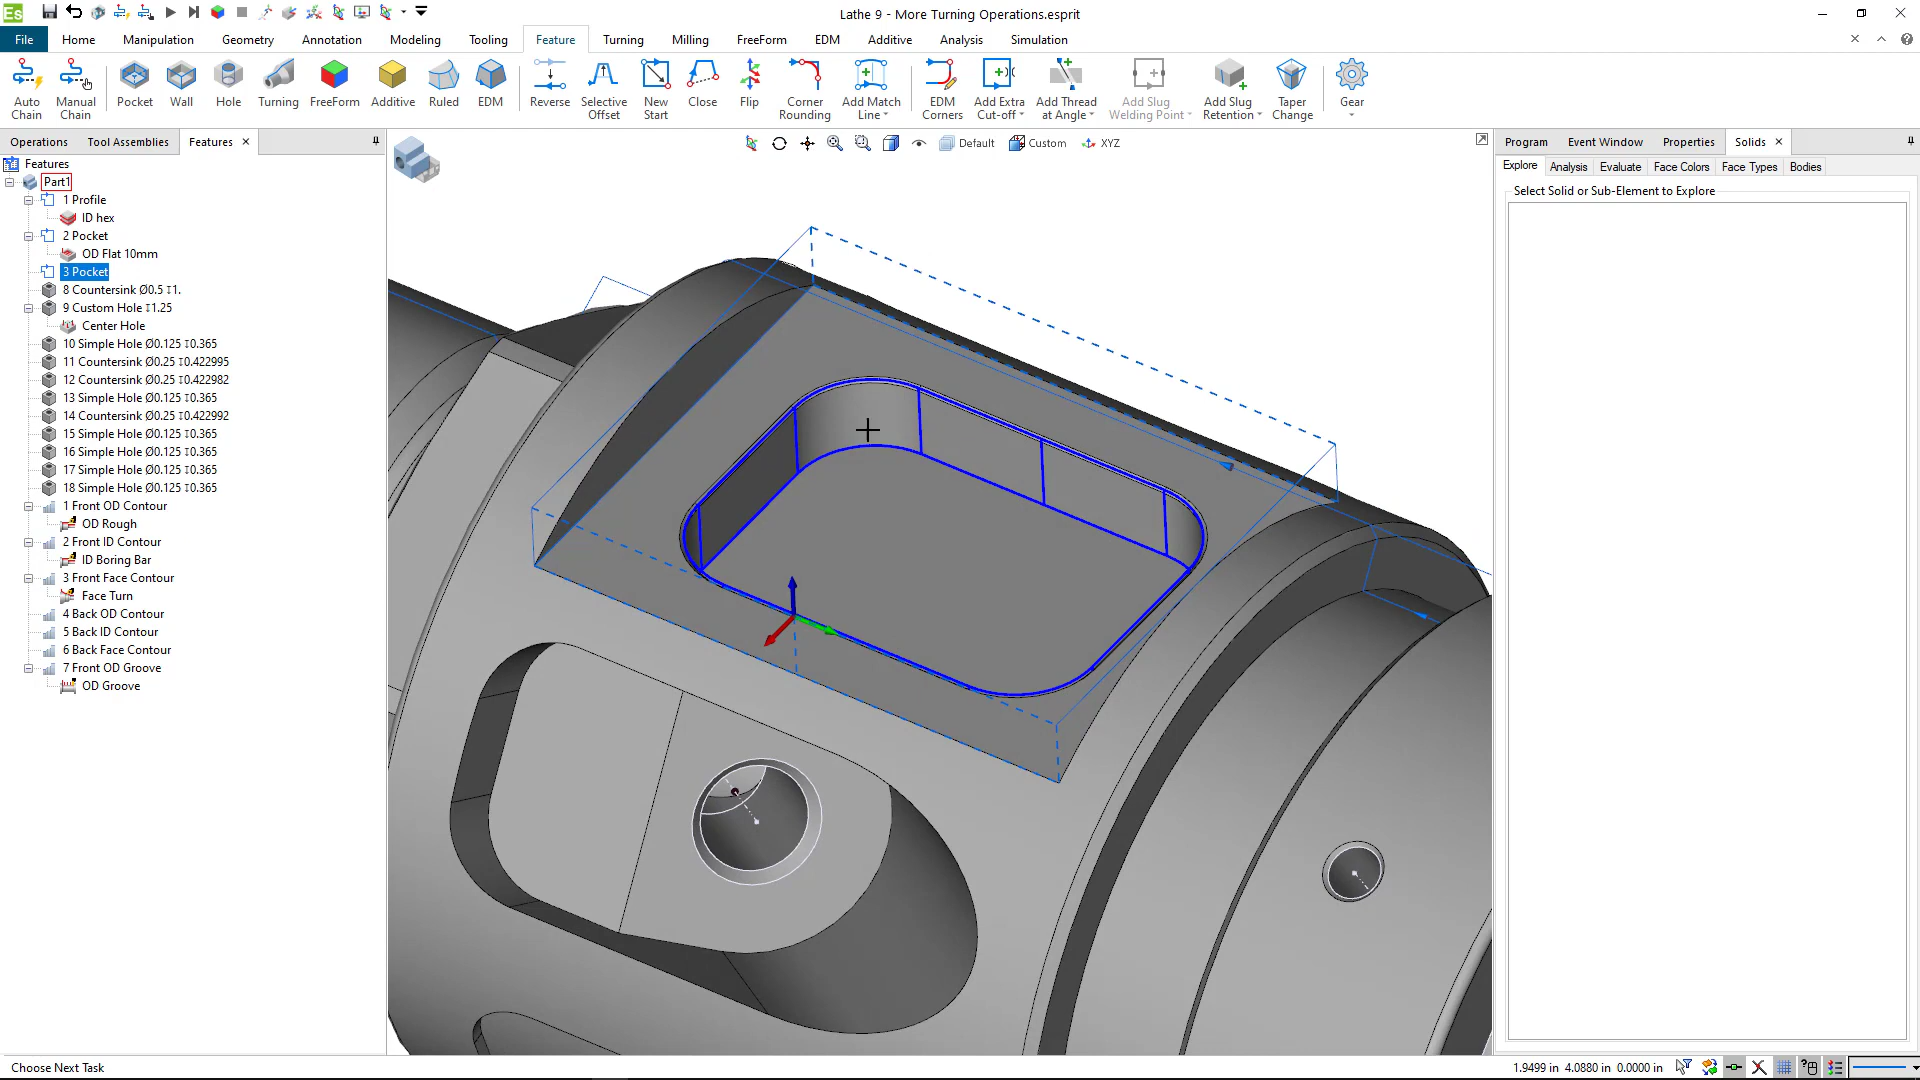 Es
Lathe 9 - More Turning Operations.esprit
File Home Manipulation Geometry Annotation Modeling Tooling Feature Turning Milling FreeForm EDM Additive Analysis Simulation
Auto Chain
Manual Chain
Pocket
Wall
Hole
Turning
FreeForm
Additive
Ruled
EDM
Reverse
Selective Offset
New Start
Close
Flip
Corner Rounding
Add Match Line
EDM Corners
Add Extra Cut-off
Add Thread at Angle
Add Slug Welding Point
Add Slug Retention
Taper Change
Gear
Operations Tool Assemblies Features
Default Custom XYZ
Program Event Window Properties Solids
Explore Analysis Evaluate Face Colors Face Types Bodies
Select Solid or Sub-Element to Explore
Features
Part1
1 Profile
ID hex
2 Pocket
OD Flat 10mm
3 Pocket
8 Countersink Ø0.5 ↧1.
9 Custom Hole ↧1.25
Center Hole
10 Simple Hole Ø0.125 ↧0.365
11 Countersink Ø0.25 ↧0.422995
12 Countersink Ø0.25 ↧0.422982
13 Simple Hole Ø0.125 ↧0.365
14 Countersink Ø0.25 ↧0.422992
15 Simple Hole Ø0.125 ↧0.365
16 Simple Hole Ø0.125 ↧0.365
17 Simple Hole Ø0.125 ↧0.365
18 Simple Hole Ø0.125 ↧0.365
1 Front OD Contour
OD Rough
2 Front ID Contour
ID Boring Bar
3 Front Face Contour
Face Turn
4 Back OD Contour
5 Back ID Contour
6 Back Face Contour
7 Front OD Groove
OD Groove
Choose Next Task
1.9499 in 4.0880 in 0.0000 in